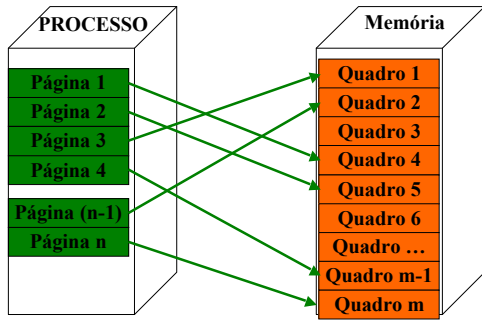 PROCESSO
Página 1
Página 2
Página 3
Página 4
Página (n-1)
Página n
Memória
Quadro 1
Quadro 2
Quadro 3
Quadro 4
Quadro 5
Quadro 6
Quadro …
Quadro m-1
Quadro m